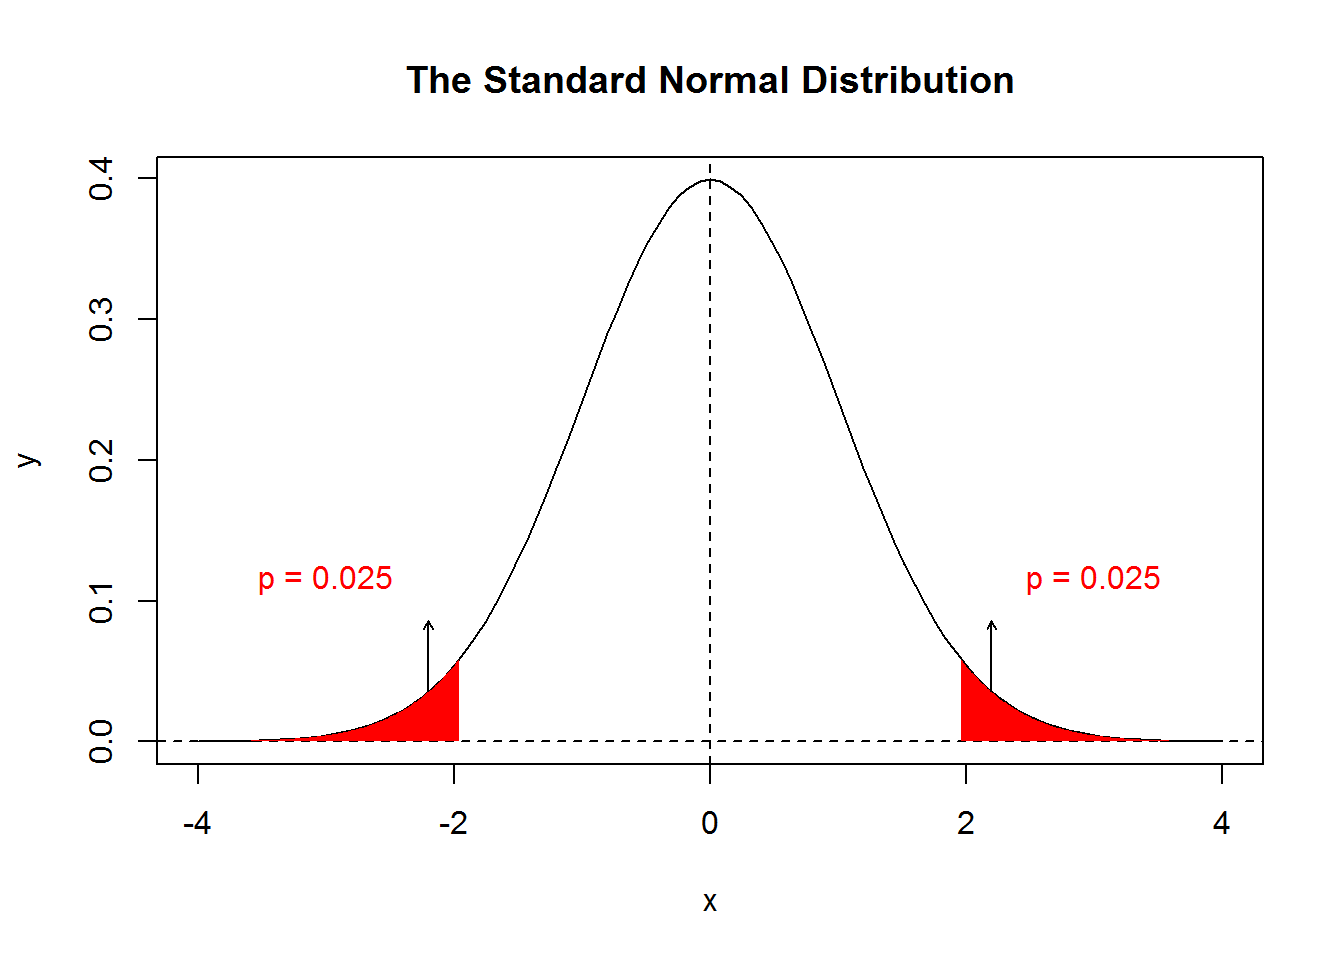 The Standard Normal Distribution
0.4
0.3
0.2
0.1
0.0
y
p = 0.025
p = 0.025
-4
-2
0
2
4
x